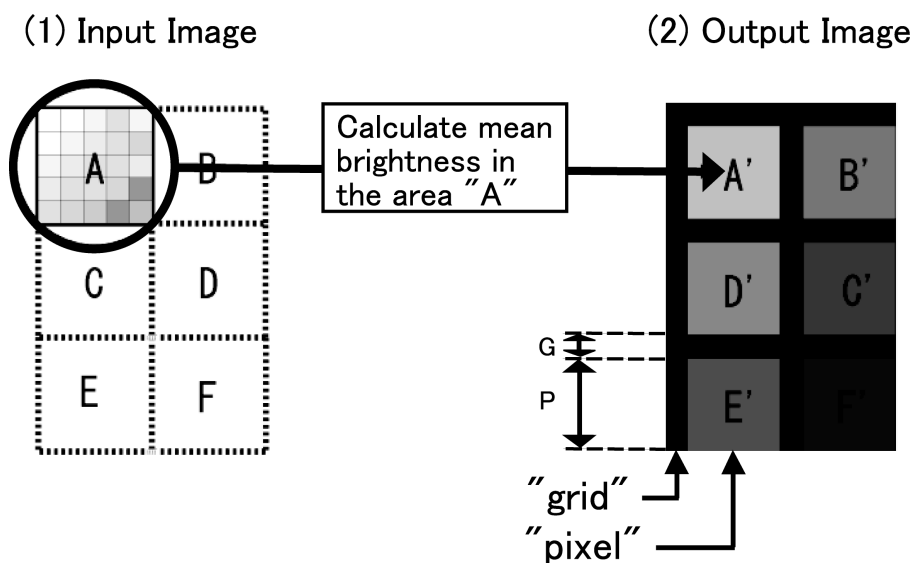 (1) Input Image
(2) Output Image
A
B
Calculate mean
brightness in
the area "A"
A'
B'
C
D
D'
C'
G
E
F
P
E'
F'
"grid"
"pixel"